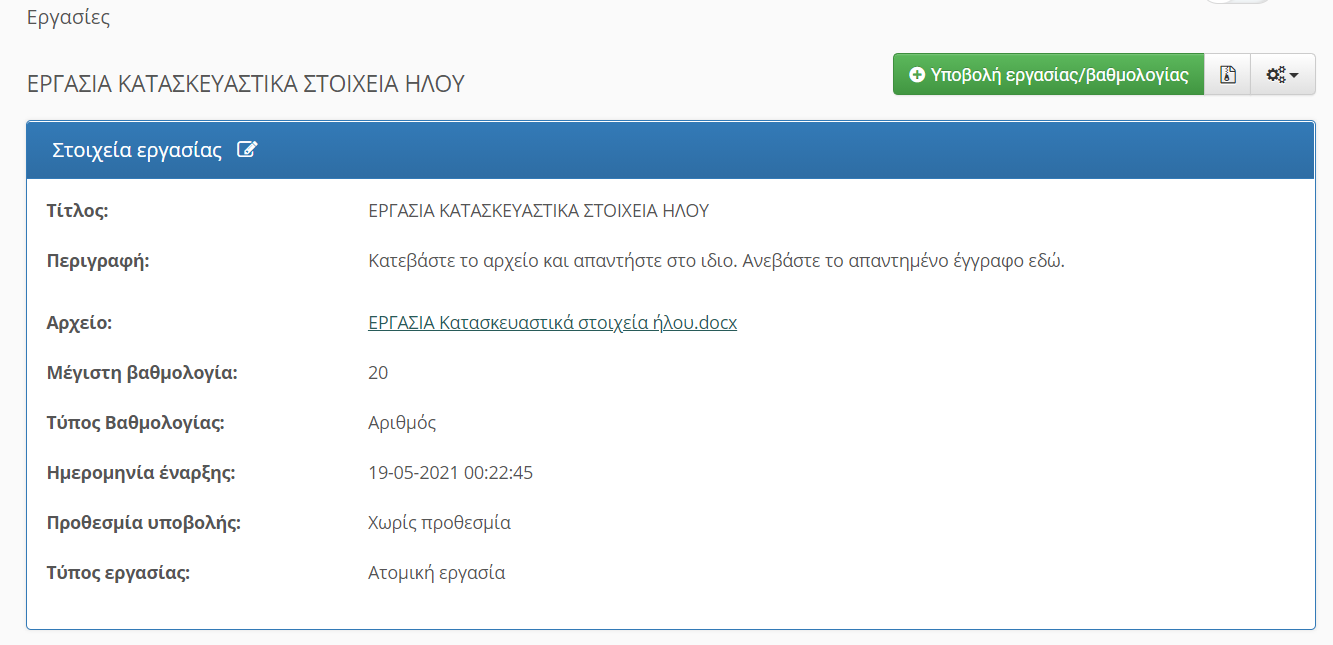 Εργασίες
ΕΡΓΑΣΙΑ ΚΑΤΑΣΚΕΥΑΣΤΙΚΑ ΣΤΟΙΧΕΙΑ ΗΛΟΥ
Υποβολή εργασίας/βαθμολογίας
Στοιχεία εργασίας
Τίτλος: ΕΡΓΑΣΙΑ ΚΑΤΑΣΚΕΥΑΣΤΙΚΑ ΣΤΟΙΧΕΙΑ ΗΛΟΥ
Περιγραφή: Κατεβάστε το αρχείο και απαντήστε στο ιδιο. Ανεβάστε το απαντημένο έγγραφο εδώ.
Αρχείο: ΕΡΓΑΣΙΑ Κατασκευαστικά στοιχεία ήλου.docx
Μέγιστη βαθμολογία: 20
Τύπος Βαθμολογίας: Αριθμός
Ημερομηνία έναρξης: 19-05-2021 00:22:45
Προθεσμία υποβολής: Χωρίς προθεσμία
Τύπος εργασίας: Ατομική εργασία